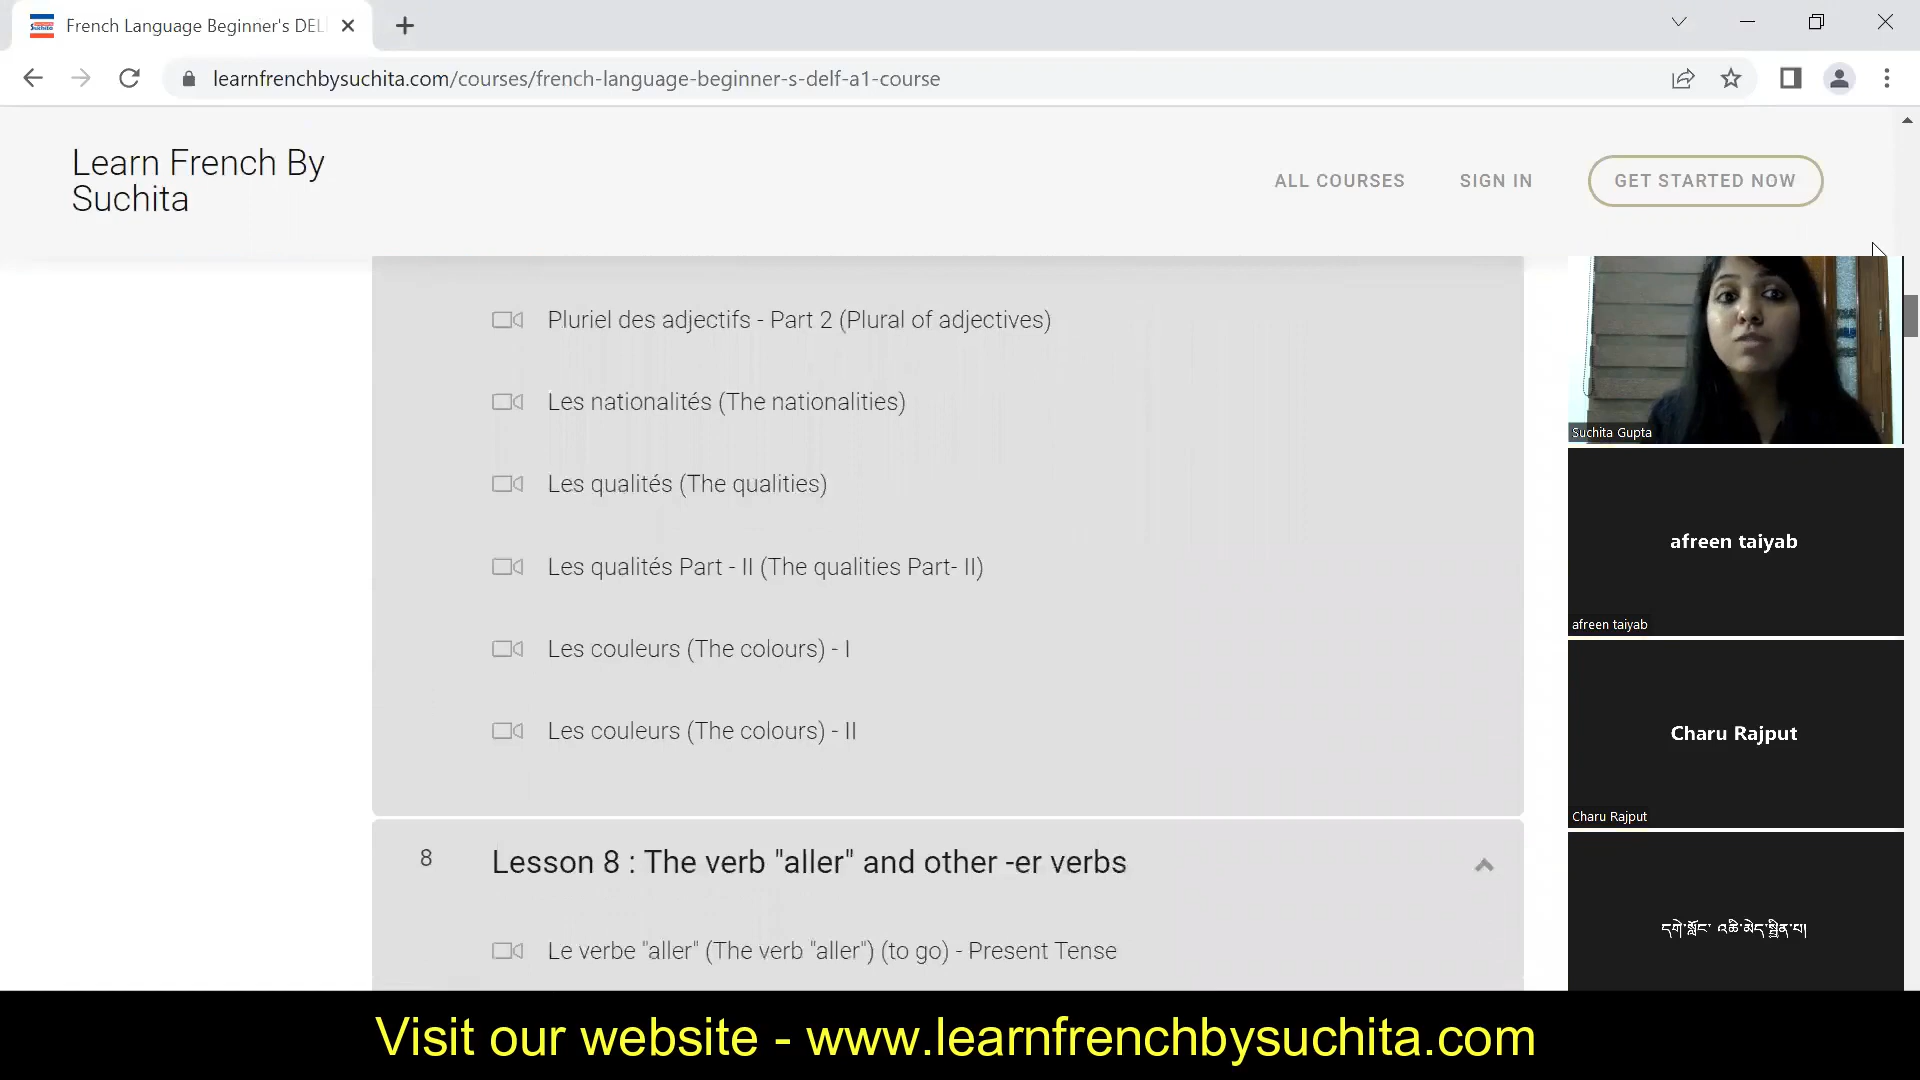 French Language Beginner's DEL
learnfrenchbysuchita.com/courses/french-language-beginner-s-delf-a1-course
Learn French By
Suchita
ALL COURSES
SIGN IN
GET STARTED NOW
Pluriel des adjectifs - Part 2 (Plural of adjectives)
Les nationalités (The nationalities)
Les qualités (The qualities)
Les qualités Part - II (The qualities Part- II)
Les couleurs (The colours) - I
Les couleurs (The colours) - II
8
Lesson 8 : The verb "aller" and other -er verbs
Le verbe "aller" (The verb "aller") (to go) - Present Tense
Suchita Gupta
afreen taiyab
afreen taiyab
Charu Rajput
Charu Rajput
དགེ་སློང་ འཆི་མེད་སྦྱིན་པ།
Visit our website - www.learnfrenchbysuchita.com